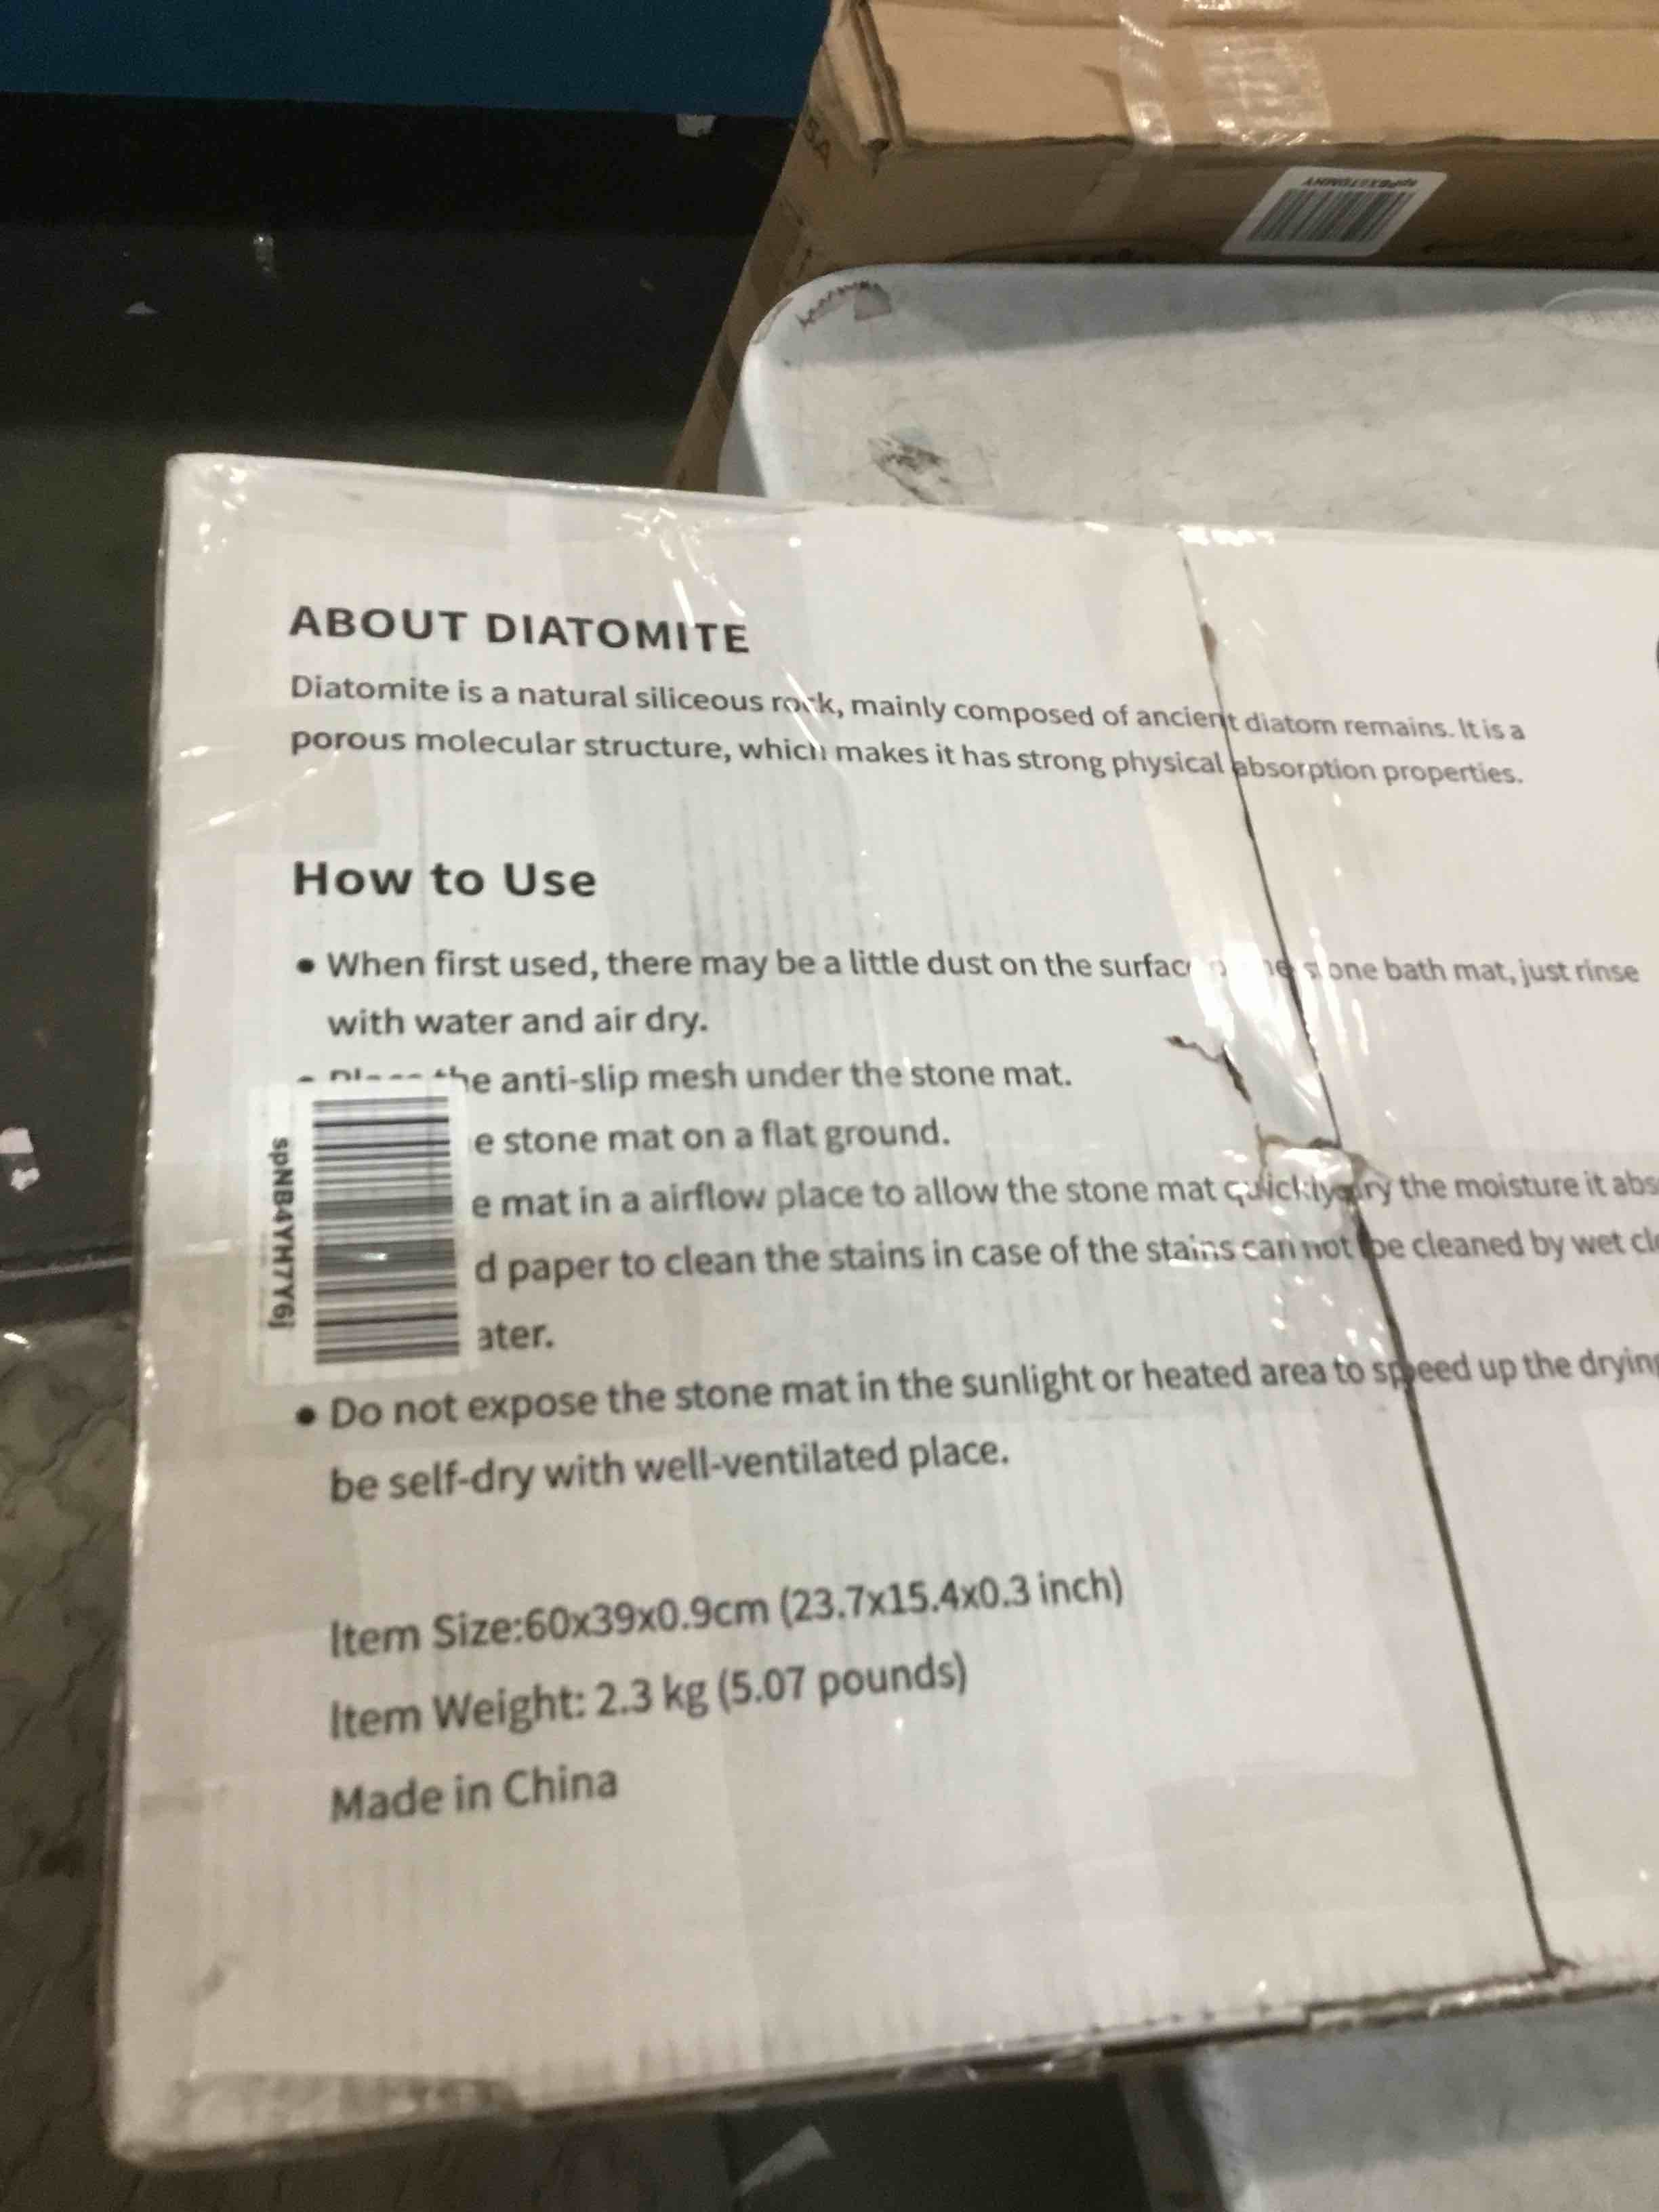 ABOUT DIATOMITE
Diatomite is a natural siliceous rock, mainly composed of ancient diatom remains. It is a
porous molecular structure, which makes it has strong physical absorption properties.
How to Use
• When first used, there may be a little dust on the surface stone bath mat, just rinse
with water and air dry.
the anti-slip mesh under the stone mat.
e stone mat on a flat ground.
e mat in a airflow place to allow the stone mat quickly dry the moisture it abs
d paper to clean the stains in case of the stains can not be cleaned by wet cl
ater.
• Do not expose the stone mat in the sunlight or heated area to speed up the drying
be self-dry with well-ventilated place.
Item Size:60x39x0.9cm (23.7x15.4x0.3 inch)
Item Weight: 2.3 kg (5.07 pounds)
Made in China
spNB4YH7Y6j